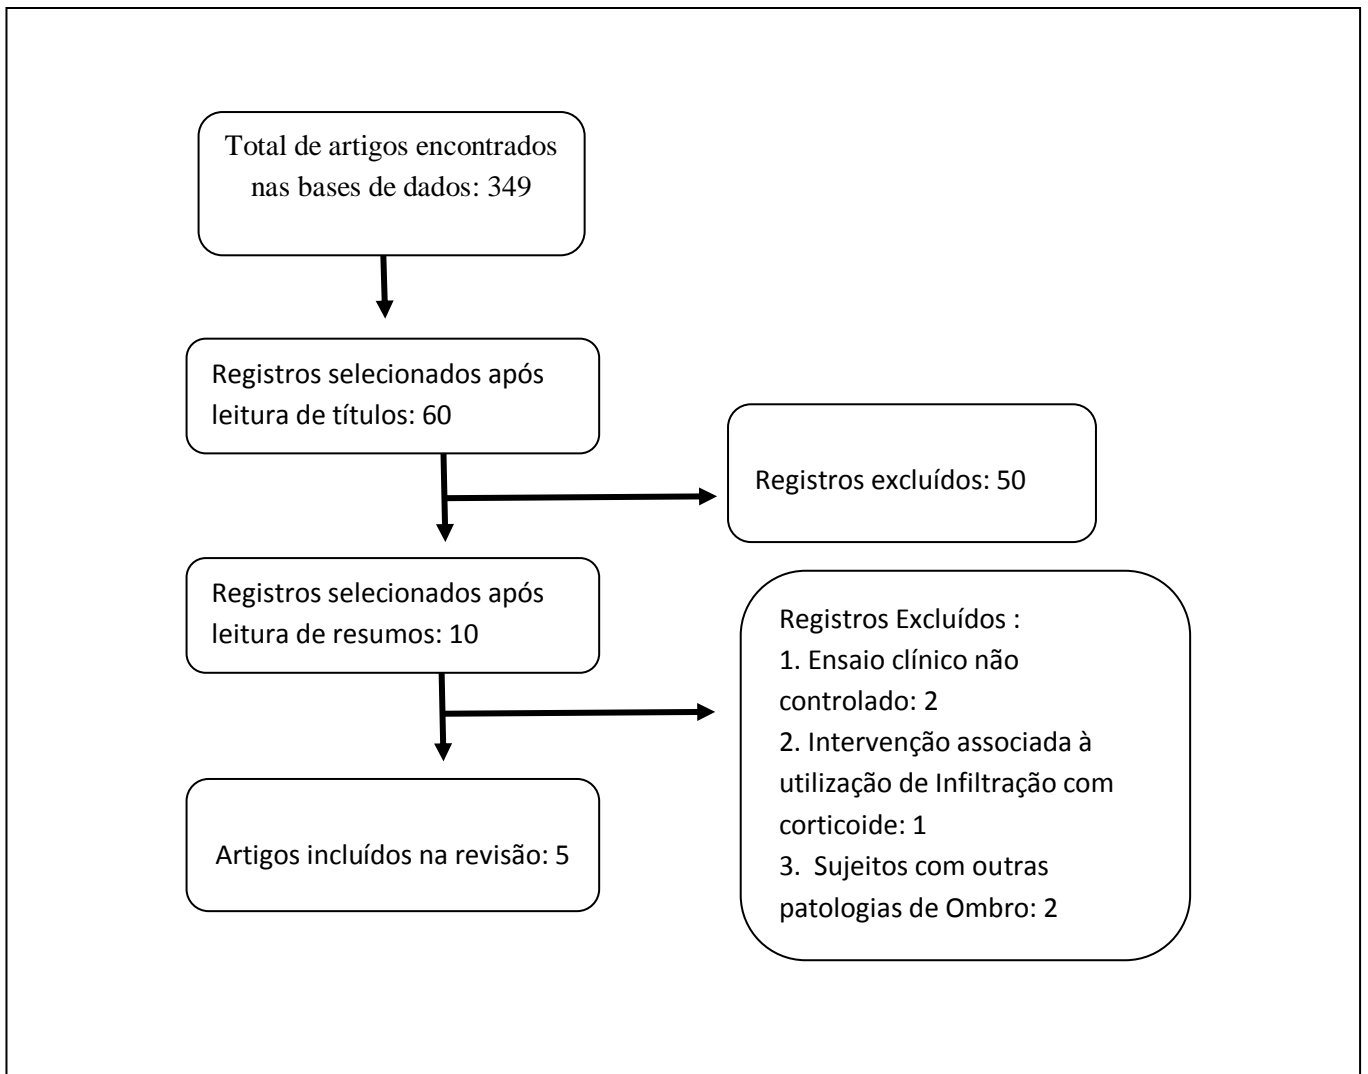 Total de artigos encontrados
nas bases de dados: 349
Registros selecionados após
leitura de títulos: 60
Registros excluídos: 50
Registros selecionados após
leitura de resumos: 10
Registros Excluídos :
1. Ensaio clínico não
controlado: 2
2. Intervenção associada à
utilização de Infiltração com
corticoide: 1
3. Sujeitos com outras
patologias de Ombro: 2
Artigos incluídos na revisão: 5